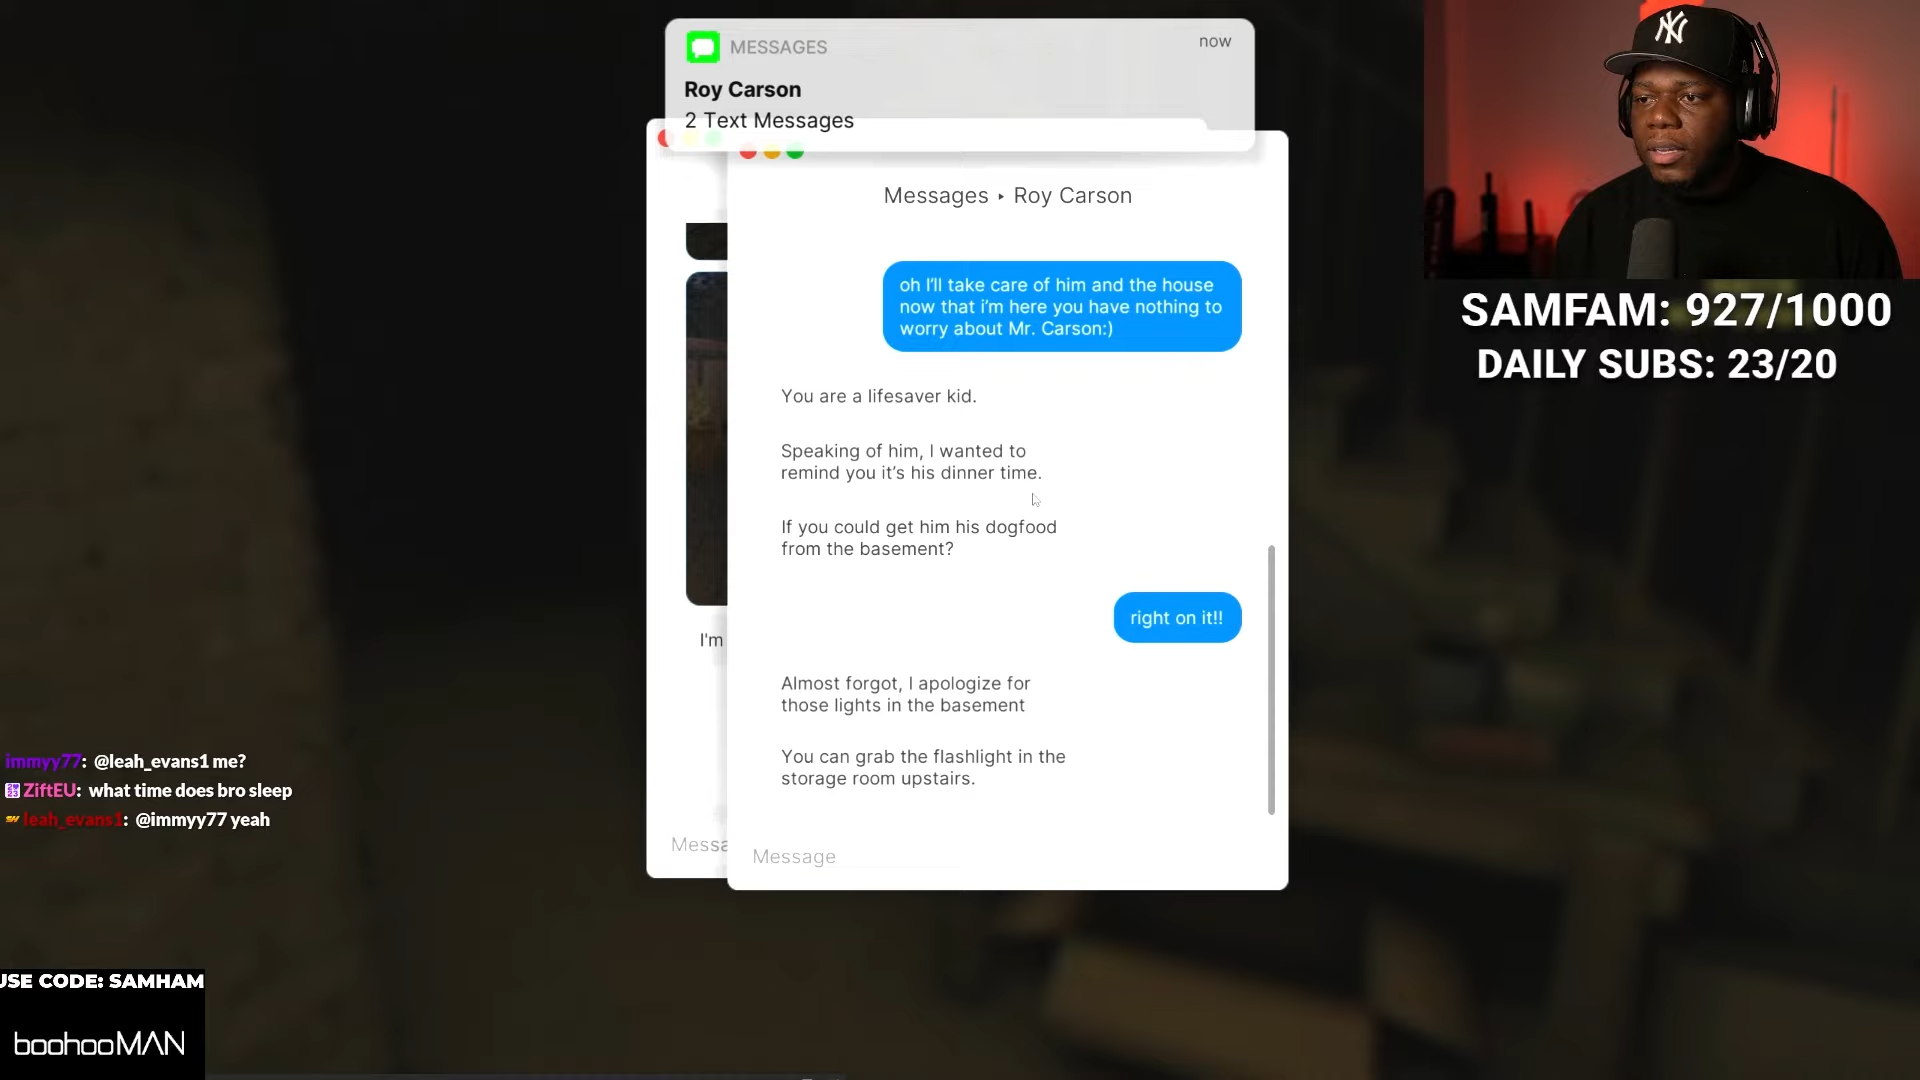 MESSAGES
now
Roy Carson
2 Text Messages
Messages ▸ Roy Carson
oh I'll take care of him and the house
now that i'm here you have nothing to
worry about Mr. Carson:)
You are a lifesaver kid.
Speaking of him, I wanted to
remind you it's his dinner time.
If you could get him his dogfood
from the basement?
right on it!!
I'm
Almost forgot, I apologize for
those lights in the basement
You can grab the flashlight in the
storage room upstairs.
Messa
Message
SAMFAM: 927/1000
DAILY SUBS: 23/20
immyy77: @leah_evans1 me?
ZiftEU: what time does bro sleep
leah_evans1: @immyy77 yeah
USE CODE: SAMHAM
boohooMAN
NY